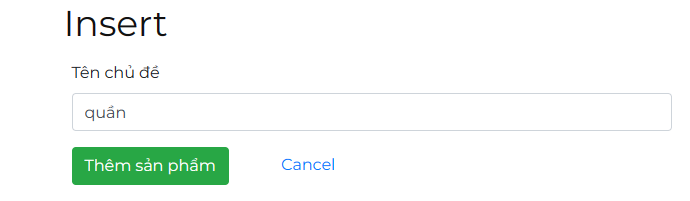 Insert
Tên chủ đề
quần
Thêm sản phẩm
Cancel